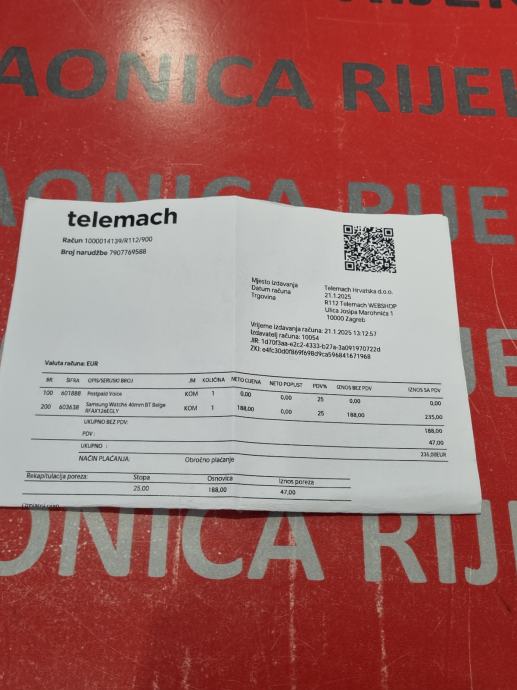 RIJEK
AONICA RIJEK
AONICA RIJE
telemach
Račun 1000014139/R112/900
Broj narudžbe 7907769588
Mjesto izdavanja Telemach Hrvatska d.o.o.
Datum računa 21.1.2025
Trgovina R112 Telemach WEBSHOP
Ulica Josipa Marohnića 1
10000 Zagreb
Vrijeme izdavanja računa: 21.1.2025 13:12:57
Izdavatelj računa: 10054
JIR: 1d70f3aa-e2c2-4333-b27a-3a091970722d
ZKI: e4fc30d0f869f698d9ca596841671968
Valuta računa: EUR
BR ŠIFRA OPIS/SERIJSKI BROJ JM KOLIČINA NETO CIJENA NETO POPUST PDV% IZNOS BEZ PDV IZNOS SA PDV
100 601888 Postpaid Voice KOM 1 0,00 0,00 25 0,00 0,00
200 603638 Samsung Watch6 40mm BT Beige KOM 1 188,00 0,00 25 188,00 235,00
RFAX126EGLY
UKUPNO BEZ PDV: 188,00
PDV : 47,00
UKUPNO : 235,00EUR
NAČIN PLAĆANJA: Obročno plaćanje
Rekapitulacija poreza: Stopa Osnovica Iznos poreza
25,00 188,00 47,00
ONICA RIJ